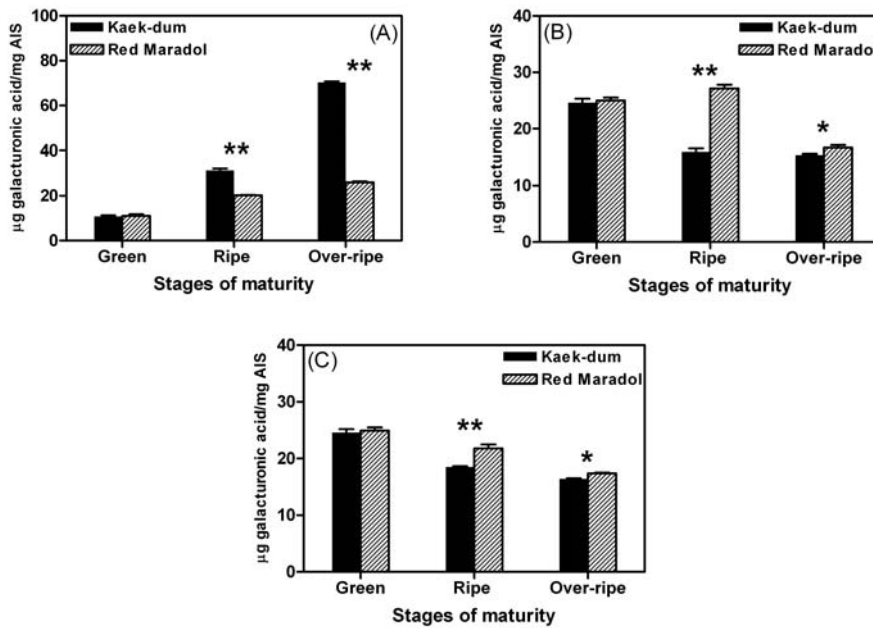 100
80
60
40
20
0
µg galacturonic acid/mg AIS
Kaek-dum
Red Maradol
(A)
**
**
Green Ripe Over-ripe
Stages of maturity
40
30
20
10
0
µg galacturonic acid/mg AIS
(B)
Kaek-dum
Red Maradol
**
*
Green Ripe Over-ripe
Stages of maturity
40
30
20
10
0
µg galacturonic acid/mg AIS
(C)
Kaek-dum
Red Maradol
**
*
Green Ripe Over-ripe
Stages of maturity